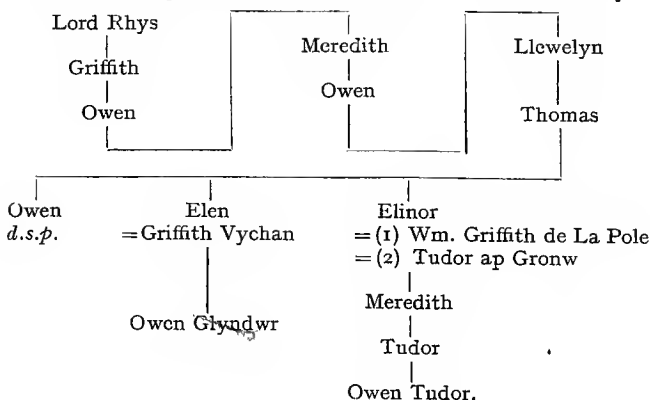 Lord Rhys
Griffith
Owen
Meredith
Owen
Llewelyn
Thomas
Owen
d.s.p.
Elen
=Griffith Vychan
Owen Glyndwr
Elinor
=(1) Wm. Griffith de La Pole
=(2) Tudor ap Gronw
Meredith
Tudor
Owen Tudor.